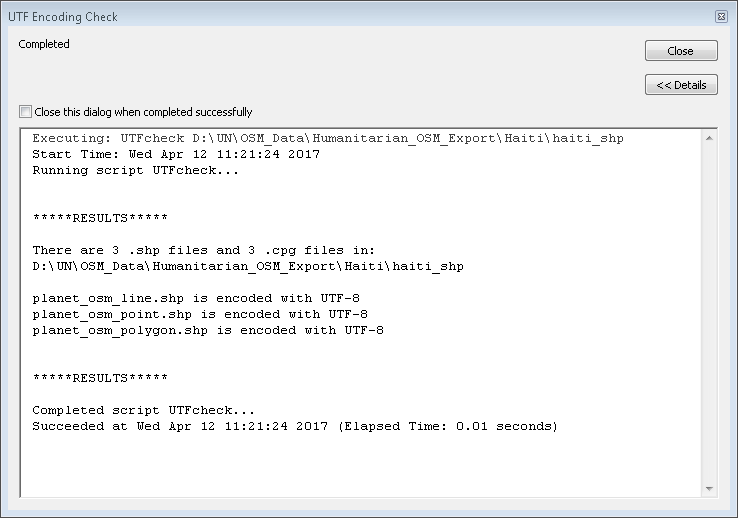 UTF Encoding Check
Completed
Close
<< Details
Close this dialog when completed successfully
Executing: UTFcheck D:\UN\OSM_Data\Humanitarian_OSM_Export\Haiti\haiti_shp
Start Time: Wed Apr 12 11:21:24 2017
Running script UTFcheck...
*****RESULTS*****
There are 3 .shp files and 3 .cpg files in:
D:\UN\OSM_Data\Humanitarian_OSM_Export\Haiti\haiti_shp
planet_osm_line.shp is encoded with UTF-8
planet_osm_point.shp is encoded with UTF-8
planet_osm_polygon.shp is encoded with UTF-8
*****RESULTS*****
Completed script UTFcheck...
Succeeded at Wed Apr 12 11:21:24 2017 (Elapsed Time: 0.01 seconds)